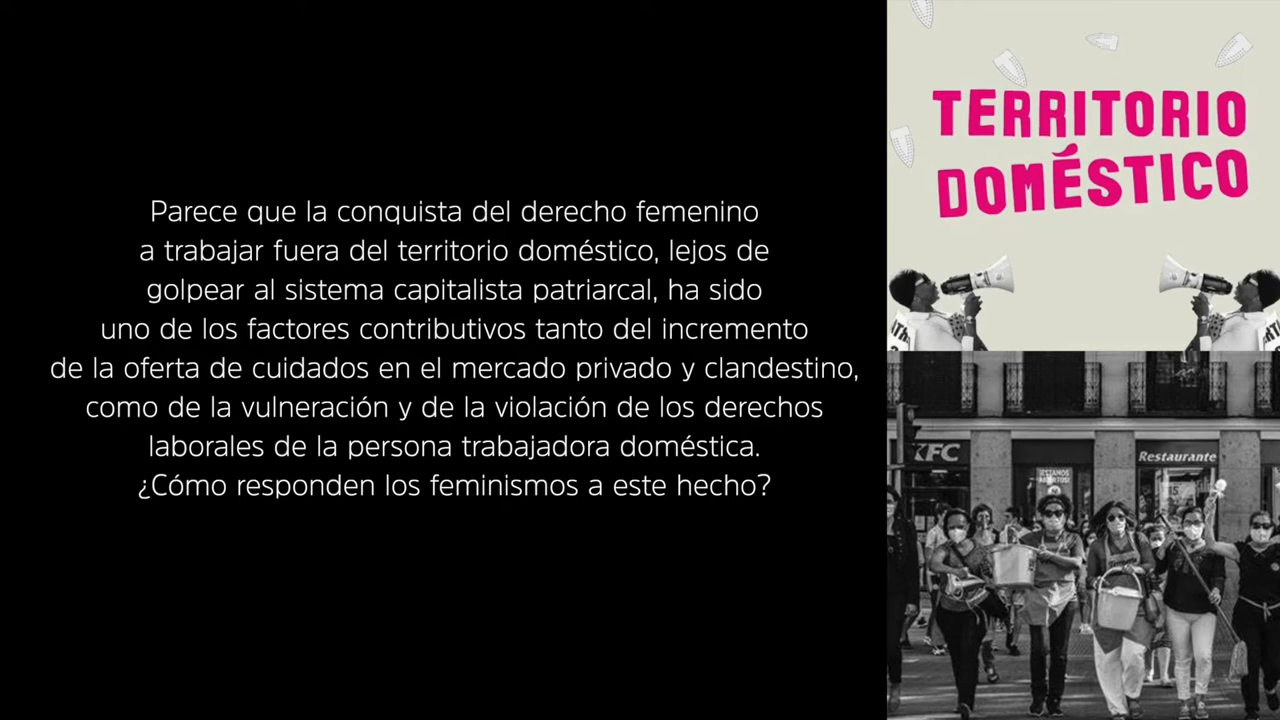 Parece que la conquista del derecho femenino
a trabajar fuera del territorio doméstico, lejos de
golpear al sistema capitalista patriarcal, ha sido
uno de los factores contributivos tanto del incremento
de la oferta de cuidados en el mercado privado y clandestino,
como de la vulneración y de la violación de los derechos
laborales de la persona trabajadora doméstica.
¿Cómo responden los feminismos a este hecho?
TERRITORIO
DOMÉSTICO
KFC
Restaurante
¡ESTAMOS
ABIERTOS!